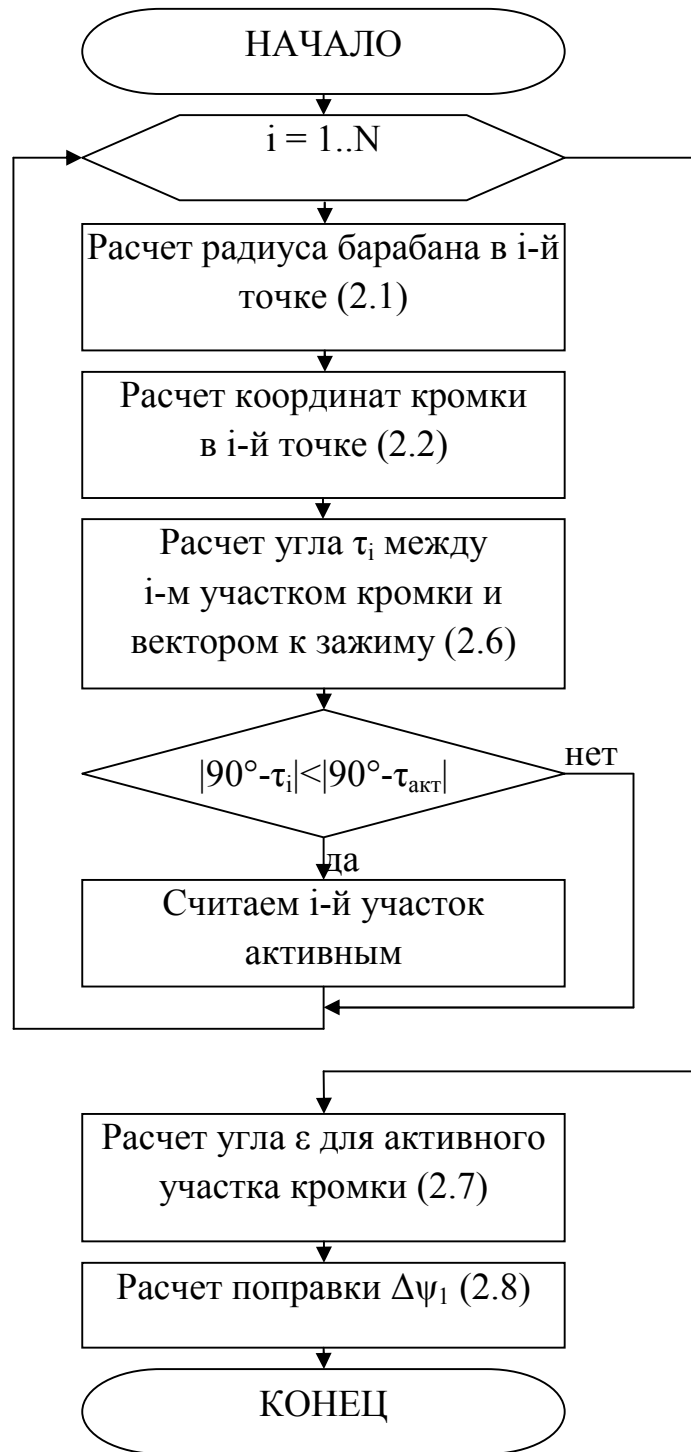 НАЧАЛО
i = 1..N
Расчет радиуса барабана в i-й
точке (2.1)
Расчет координат кромки
в i-й точке (2.2)
Расчет угла τᵢ между
i-м участком кромки и
вектором к зажиму (2.6)
|90°-τᵢ|<|90°-τакт|
нет
да
Считаем i-й участок
активным
Расчет угла ε для активного
участка кромки (2.7)
Расчет поправки Δψ₁ (2.8)
КОНЕЦ